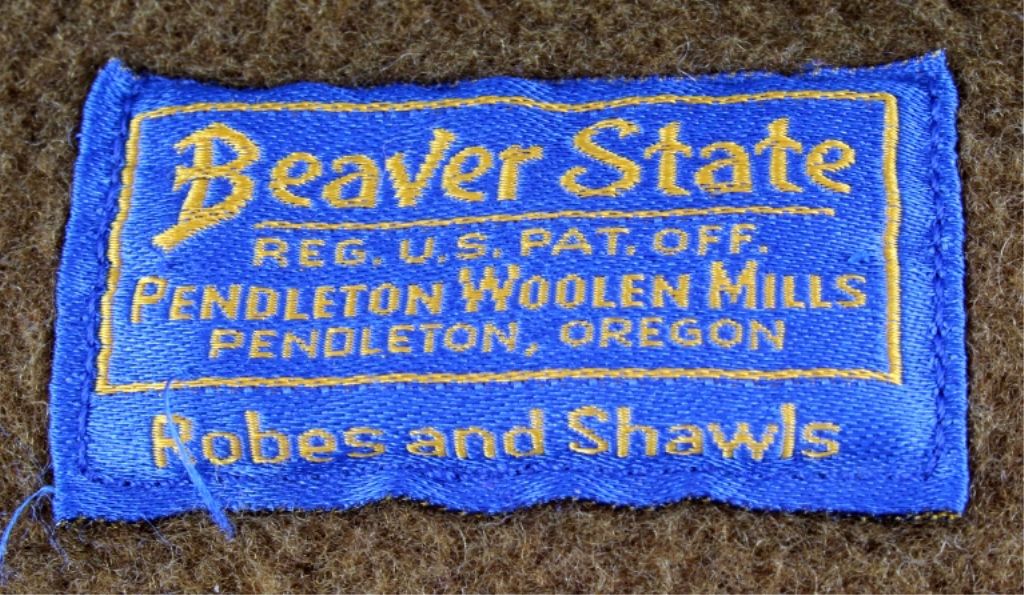 Beaver State
REG. U.S. PAT. OFF.
PENDLETON WOOLEN MILLS
PENDLETON, OREGON
Robes and Shawls